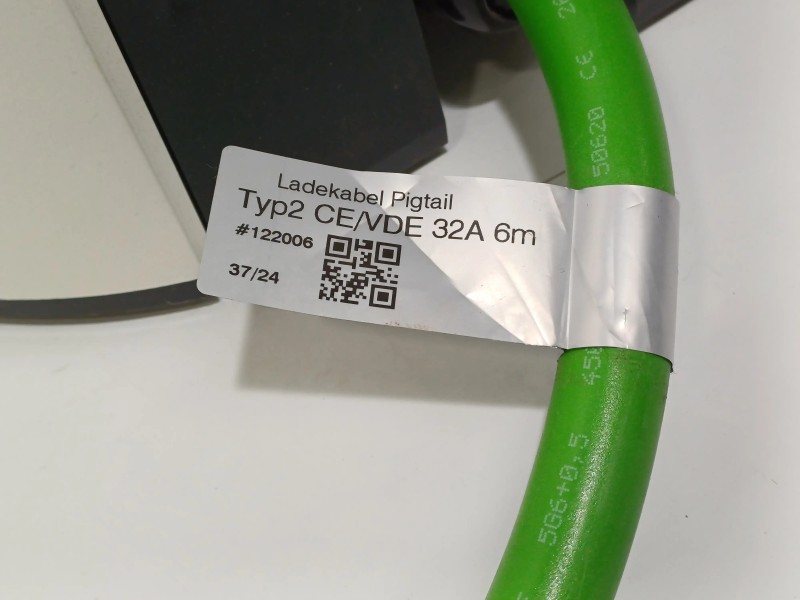 Ladekabel Pigtail
Typ2 CE/VDE 32A 6m
#122006
37/24
50620 CE
5G6+0,5